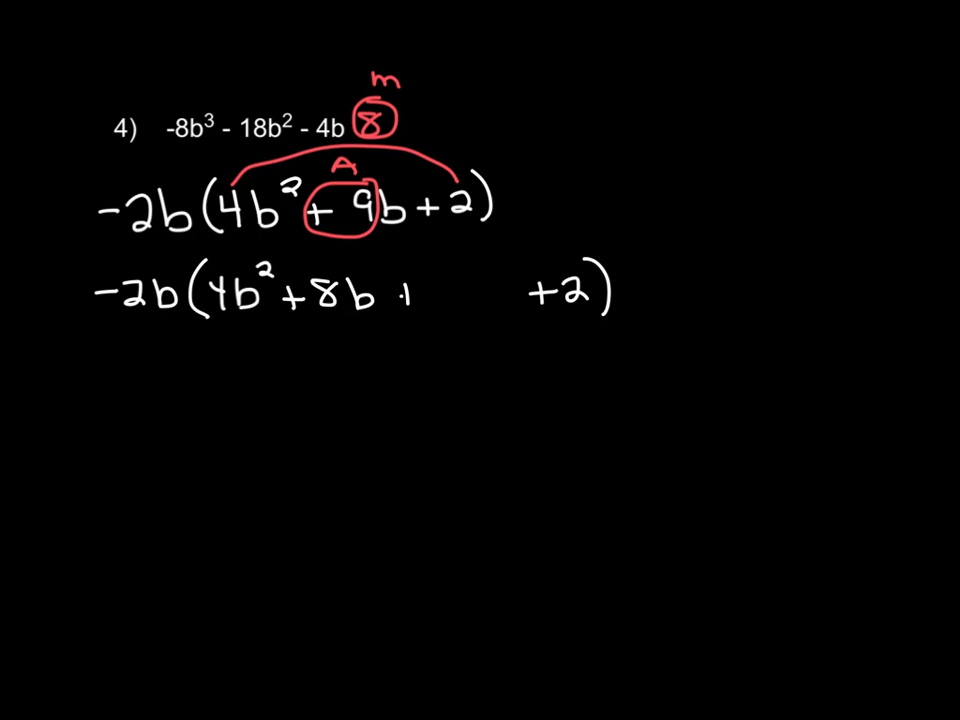 m
4) -8b³ - 18b² - 4b 8
A
-2b(4b² + 9b + 2)
-2b(4b² + 8b + +2)